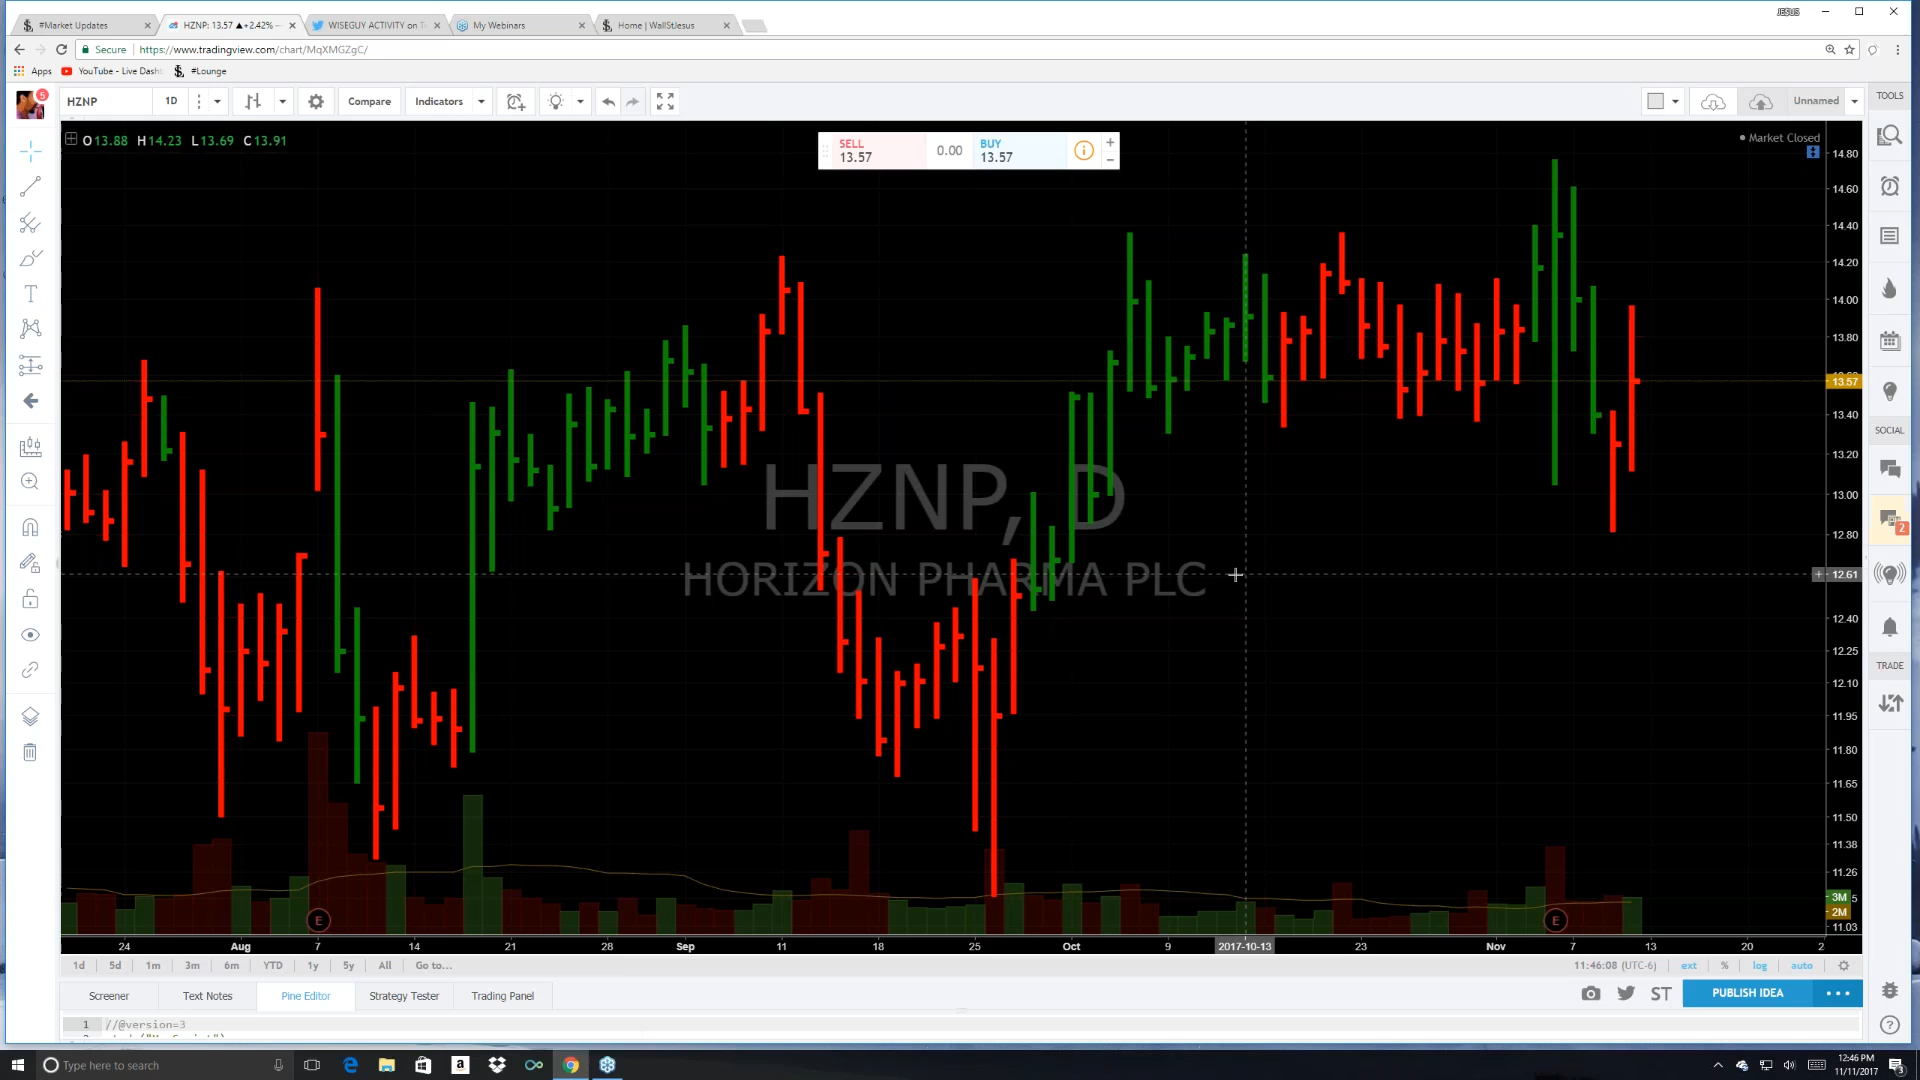 JESUS
#Market Updates
HZNP: 13.57 ▲+2.42%
WISEGUY ACTIVITY on T
My Webinars
Home | WallStJesus
Secure
https://www.tradingview.com/chart/MqXMGZgC/
Apps
YouTube - Live Dash
#Lounge
5
HZNP
1D
Compare
Indicators
Unnamed
TOOLS
O13.88 H14.23 L13.69 C13.91
SELL
13.57
0.00
BUY
13.57
Market Closed
14.80
14.60
14.40
14.20
14.00
13.80
13.57
13.40
13.20
13.00
12.80
12.61
12.40
12.25
12.10
11.95
11.80
11.65
11.50
11.38
11.26
3M
2M
11.03
SOCIAL
2
TRADE
HZNP, D
HORIZON PHARMA PLC
E
E
24 Aug 7 14 21 28 Sep 11 18 25 Oct 9 2017-10-13 23 Nov 7 13 20 2
1d 5d 1m 3m 6m YTD 1y 5y All Go to...
11:46:08 (UTC-6) ext % log auto
Screener Text Notes Pine Editor Strategy Tester Trading Panel
ST
PUBLISH IDEA
1 //@version=3
Type here to search
12:46 PM
11/11/2017
3